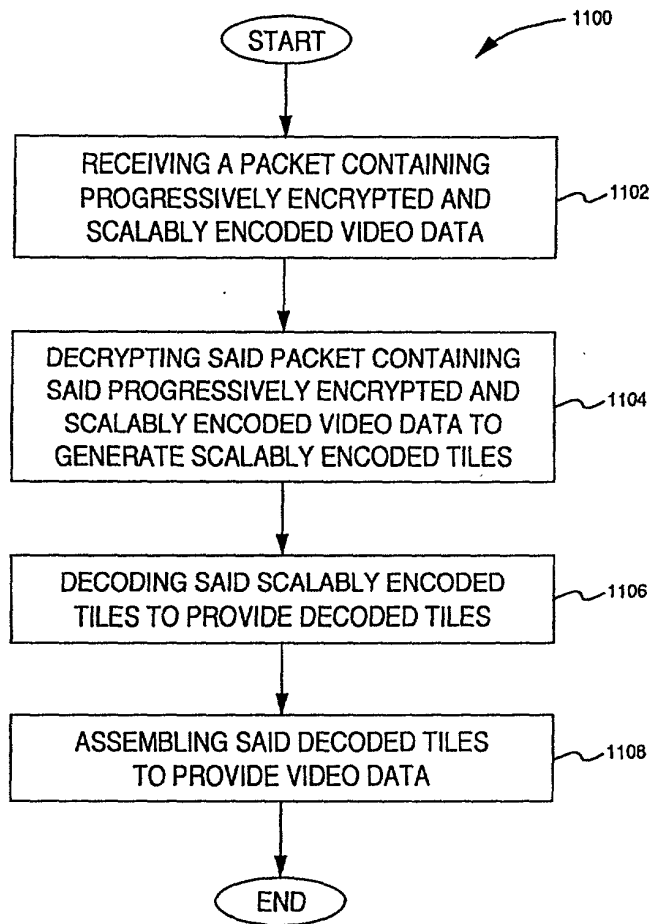 START
1100
RECEIVING A PACKET CONTAINING
PROGRESSIVELY ENCRYPTED AND
SCALABLY ENCODED VIDEO DATA
1102
DECRYPTING SAID PACKET CONTAINING
SAID PROGRESSIVELY ENCRYPTED AND
SCALABLY ENCODED VIDEO DATA TO
GENERATE SCALABLY ENCODED TILES
1104
DECODING SAID SCALABLY ENCODED
TILES TO PROVIDE DECODED TILES
1106
ASSEMBLING SAID DECODED TILES
TO PROVIDE VIDEO DATA
1108
END